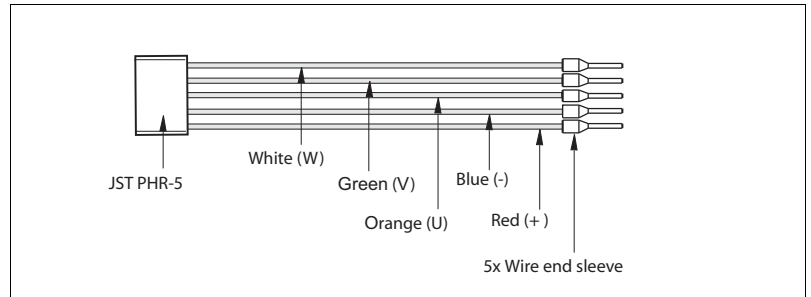 White (W)
JST PHR-5
Green (V)
Blue (-)
Orange (U)
Red (+ )
5x Wire end sleeve